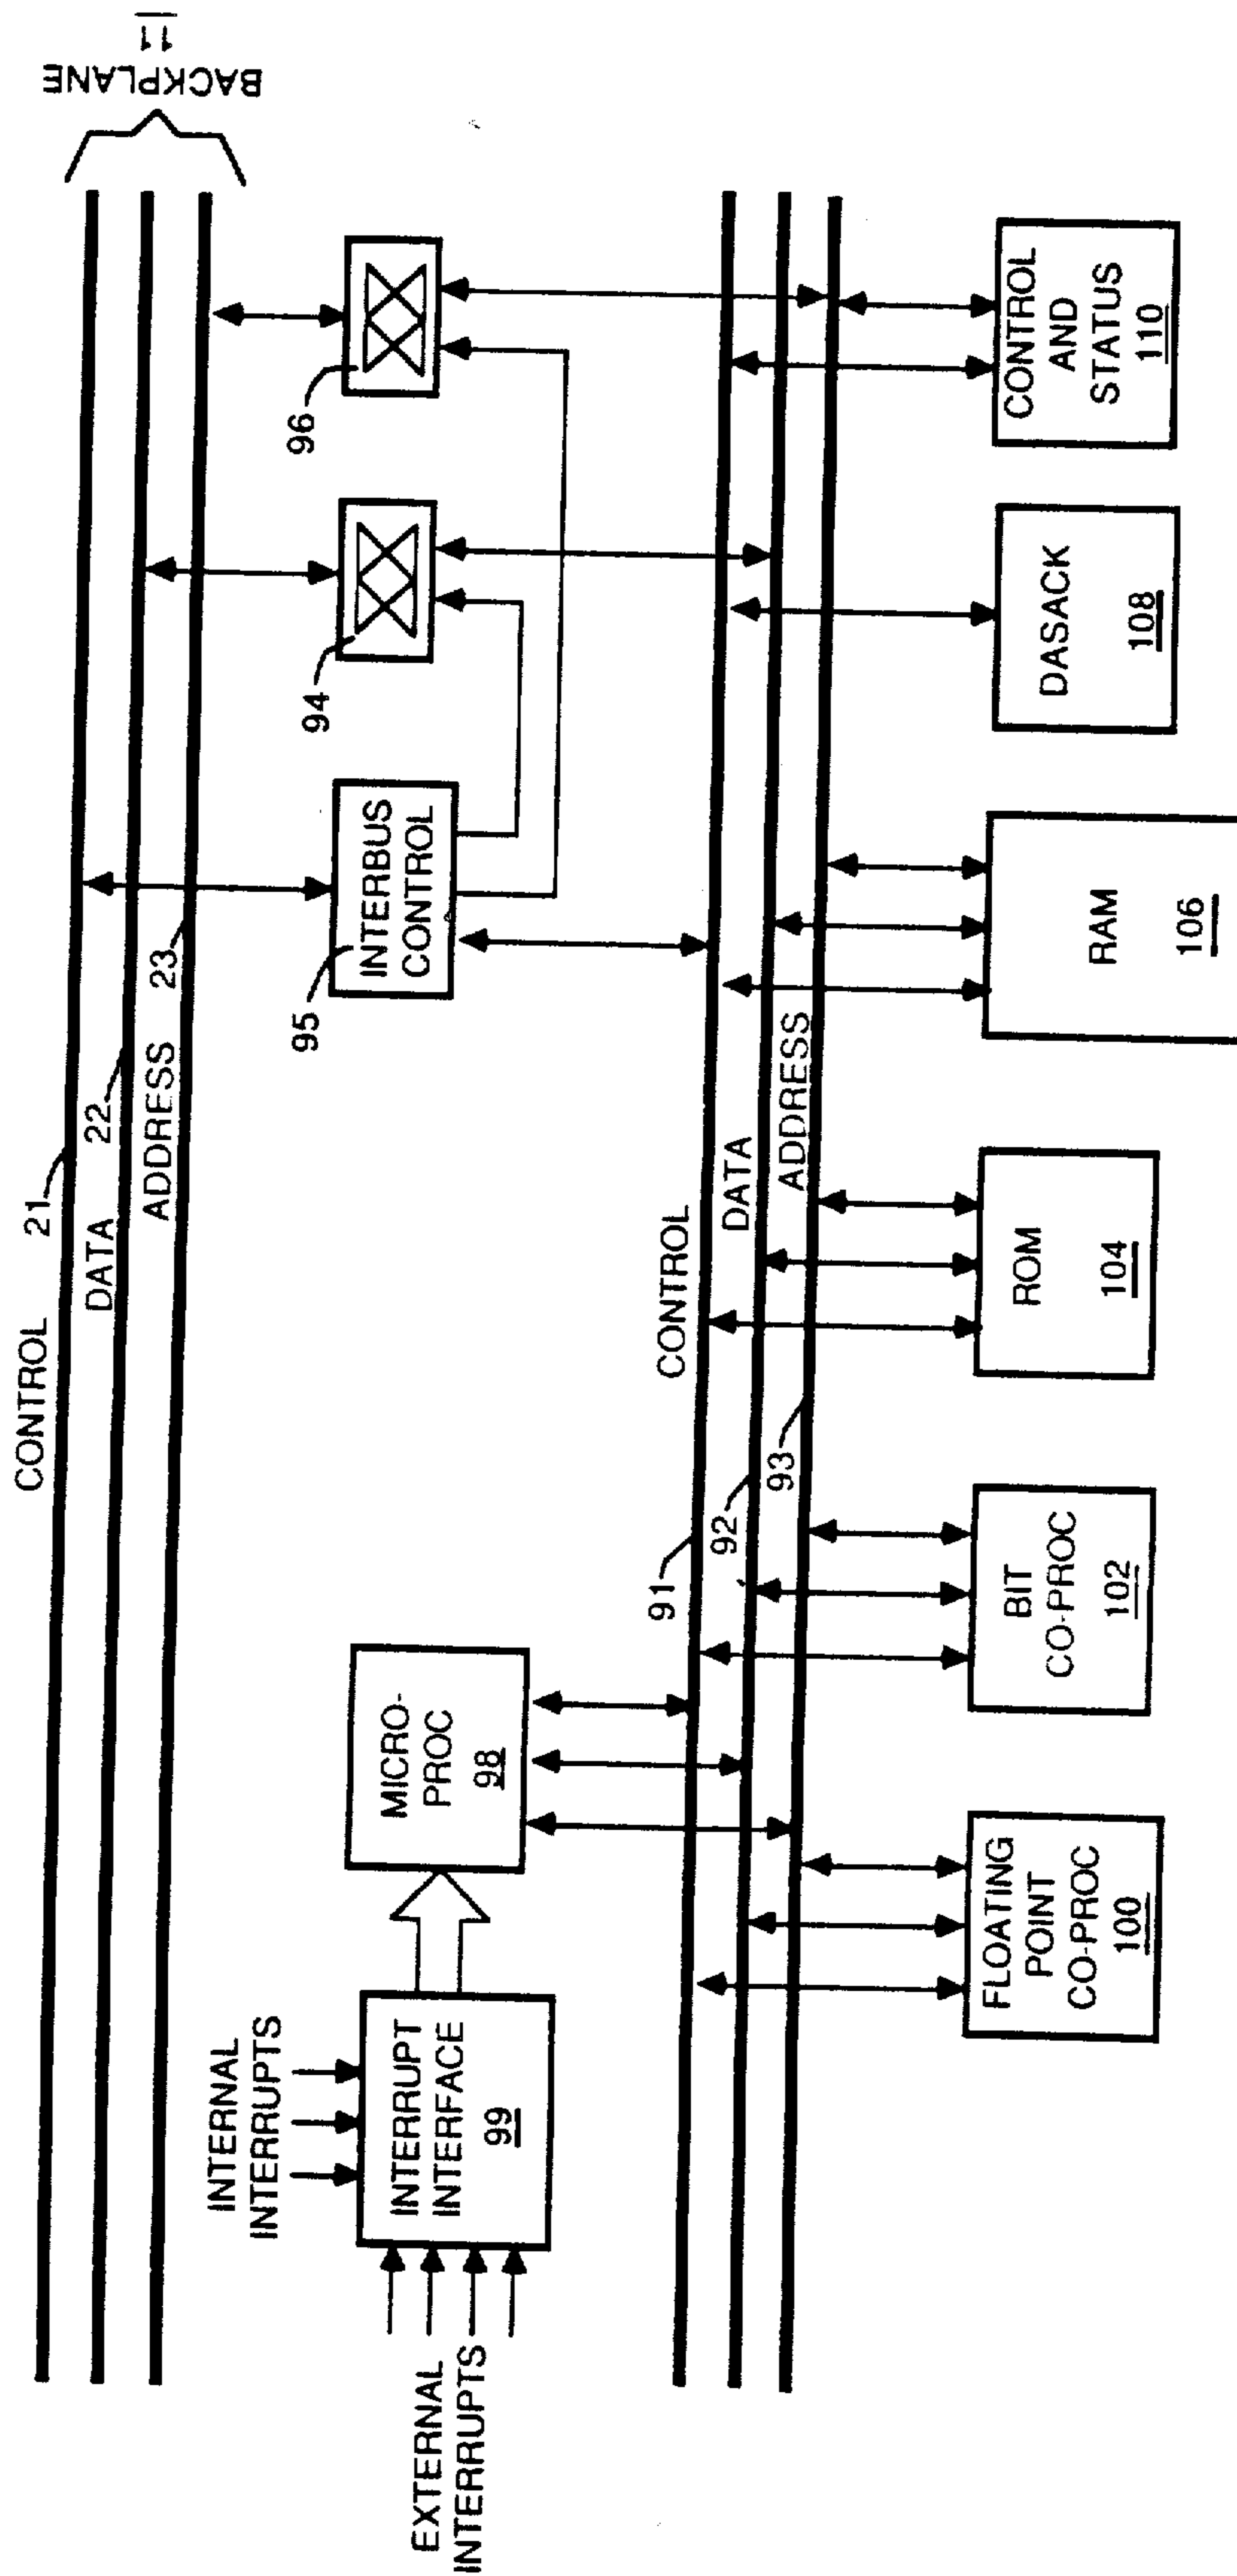 BACKPLANE
11
CONTROL
21
DATA
22
ADDRESS
23
INTERNAL
INTERRUPTS
EXTERNAL
INTERRUPTS
INTERRUPT
INTERFACE
99
MICRO-
PROC
98
95
INTERBUS
CONTROL
94
96
CONTROL
91
DATA
92
ADDRESS
93
FLOATING
POINT
CO-PROC
100
BIT
CO-PROC
102
ROM
104
RAM
106
DASACK
108
CONTROL
AND
STATUS
110